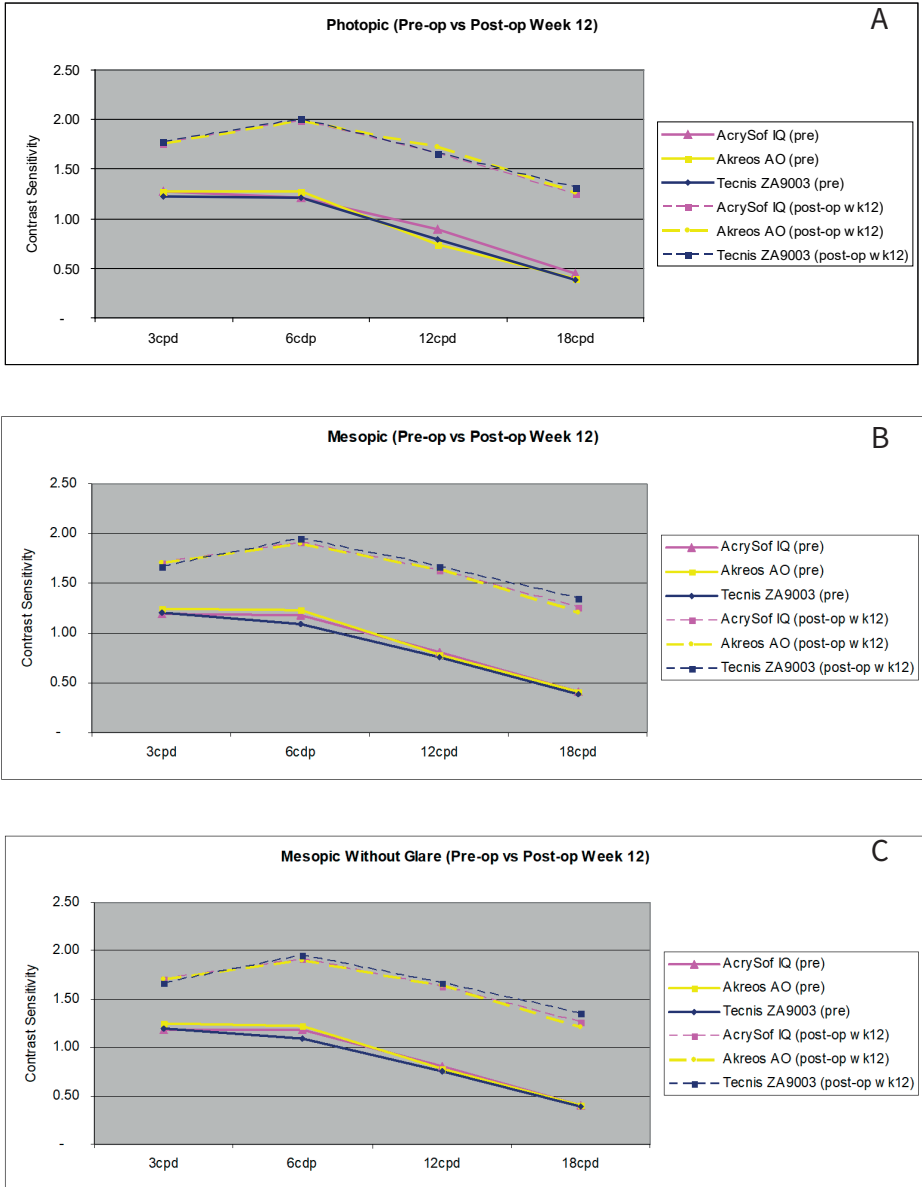 Photopic (Pre-op vs Post-op Week 12)
A
Contrast Sensitivity
2.50
2.00
1.50
1.00
0.50
-
3cpd 6cdp 12cpd 18cpd
AcrySof IQ (pre)
Akreos AO (pre)
Tecnis ZA9003 (pre)
AcrySof IQ (post-op w k12)
Akreos AO (post-op w k12)
Tecnis ZA9003 (post-op w k12)
Mesopic (Pre-op vs Post-op Week 12)
B
Contrast Sensitivity
2.50
2.00
1.50
1.00
0.50
-
3cpd 6cdp 12cpd 18cpd
AcrySof IQ (pre)
Akreos AO (pre)
Tecnis ZA9003 (pre)
AcrySof IQ (post-op w k12)
Akreos AO (post-op w k12)
Tecnis ZA9003 (post-op w k12)
Mesopic Without Glare (Pre-op vs Post-op Week 12)
C
Contrast Sensitivity
2.50
2.00
1.50
1.00
0.50
-
3cpd 6cdp 12cpd 18cpd
AcrySof IQ (pre)
Akreos AO (pre)
Tecnis ZA9003 (pre)
AcrySof IQ (post-op w k12)
Akreos AO (post-op w k12)
Tecnis ZA9003 (post-op w k12)